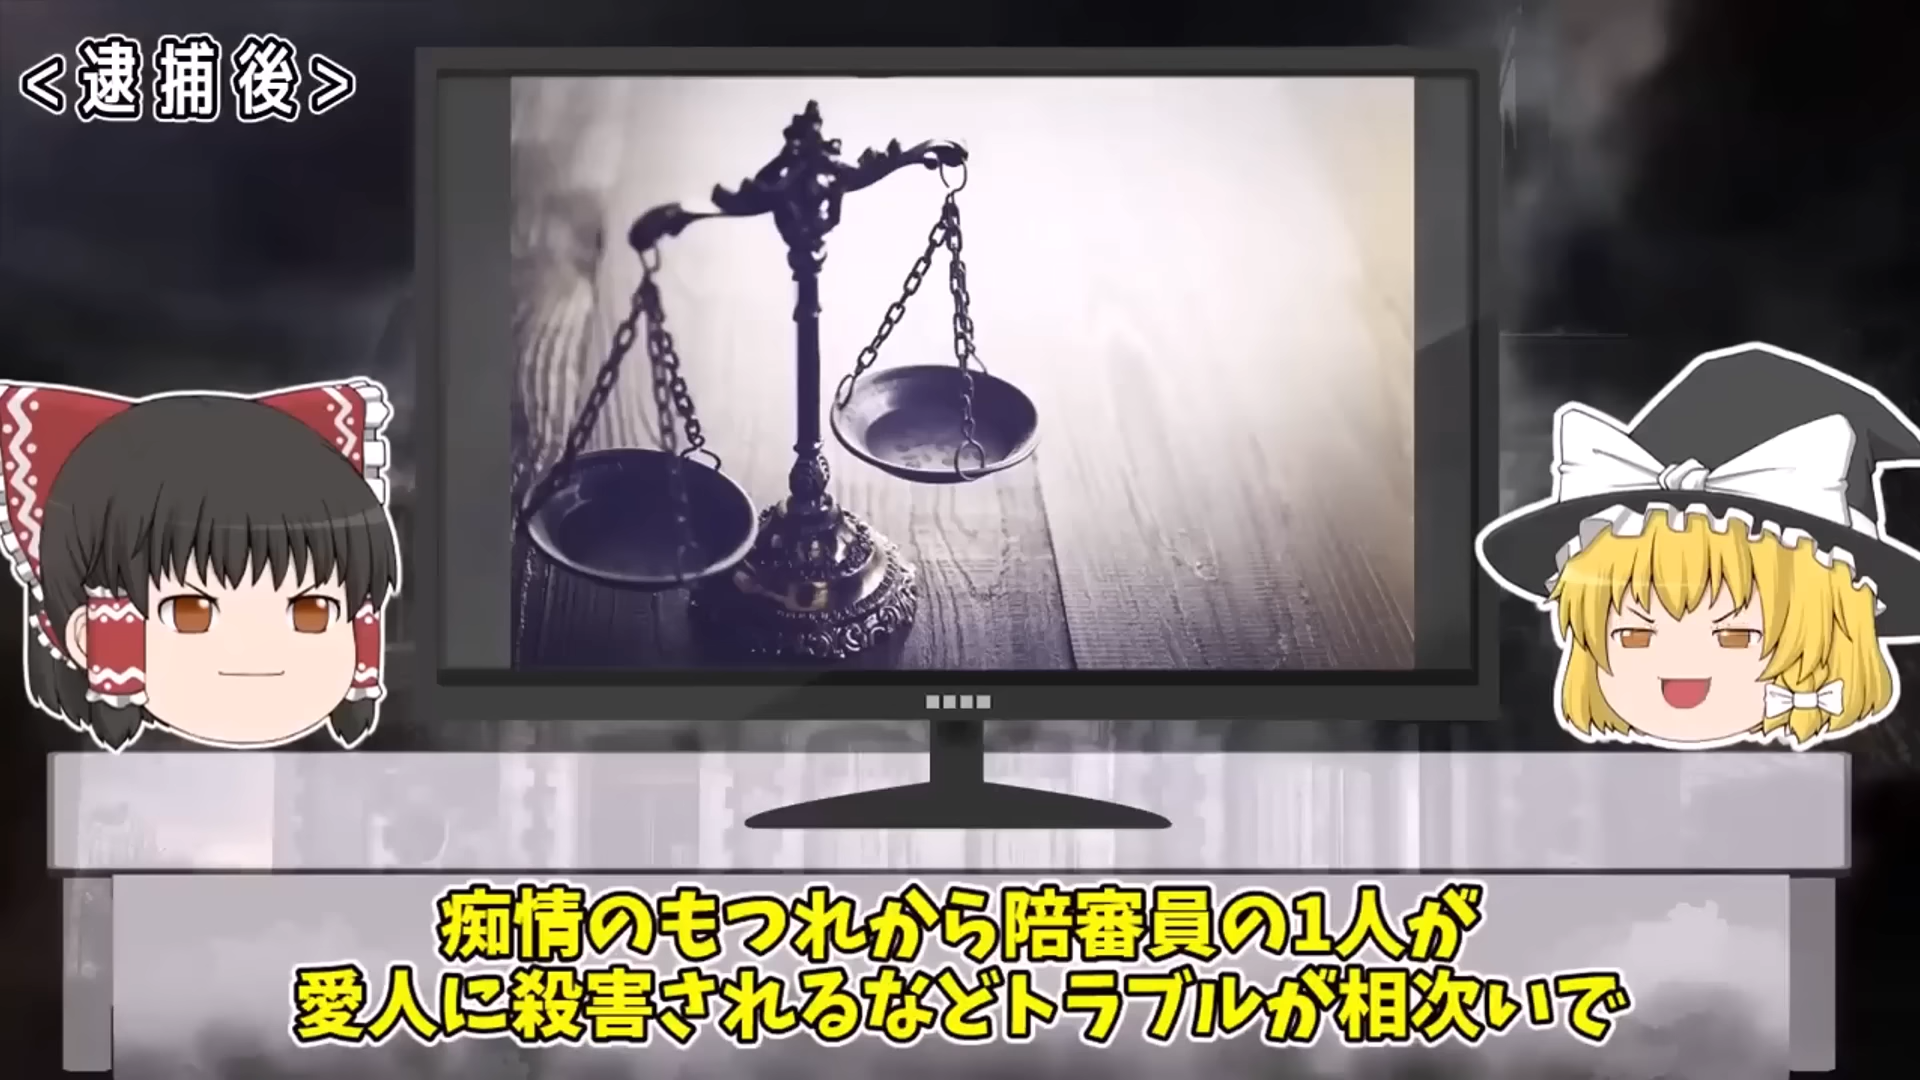 <逮捕後>
痴情のもつれから陪審員の1人が
愛人に殺害されるなどトラブルが相次いで